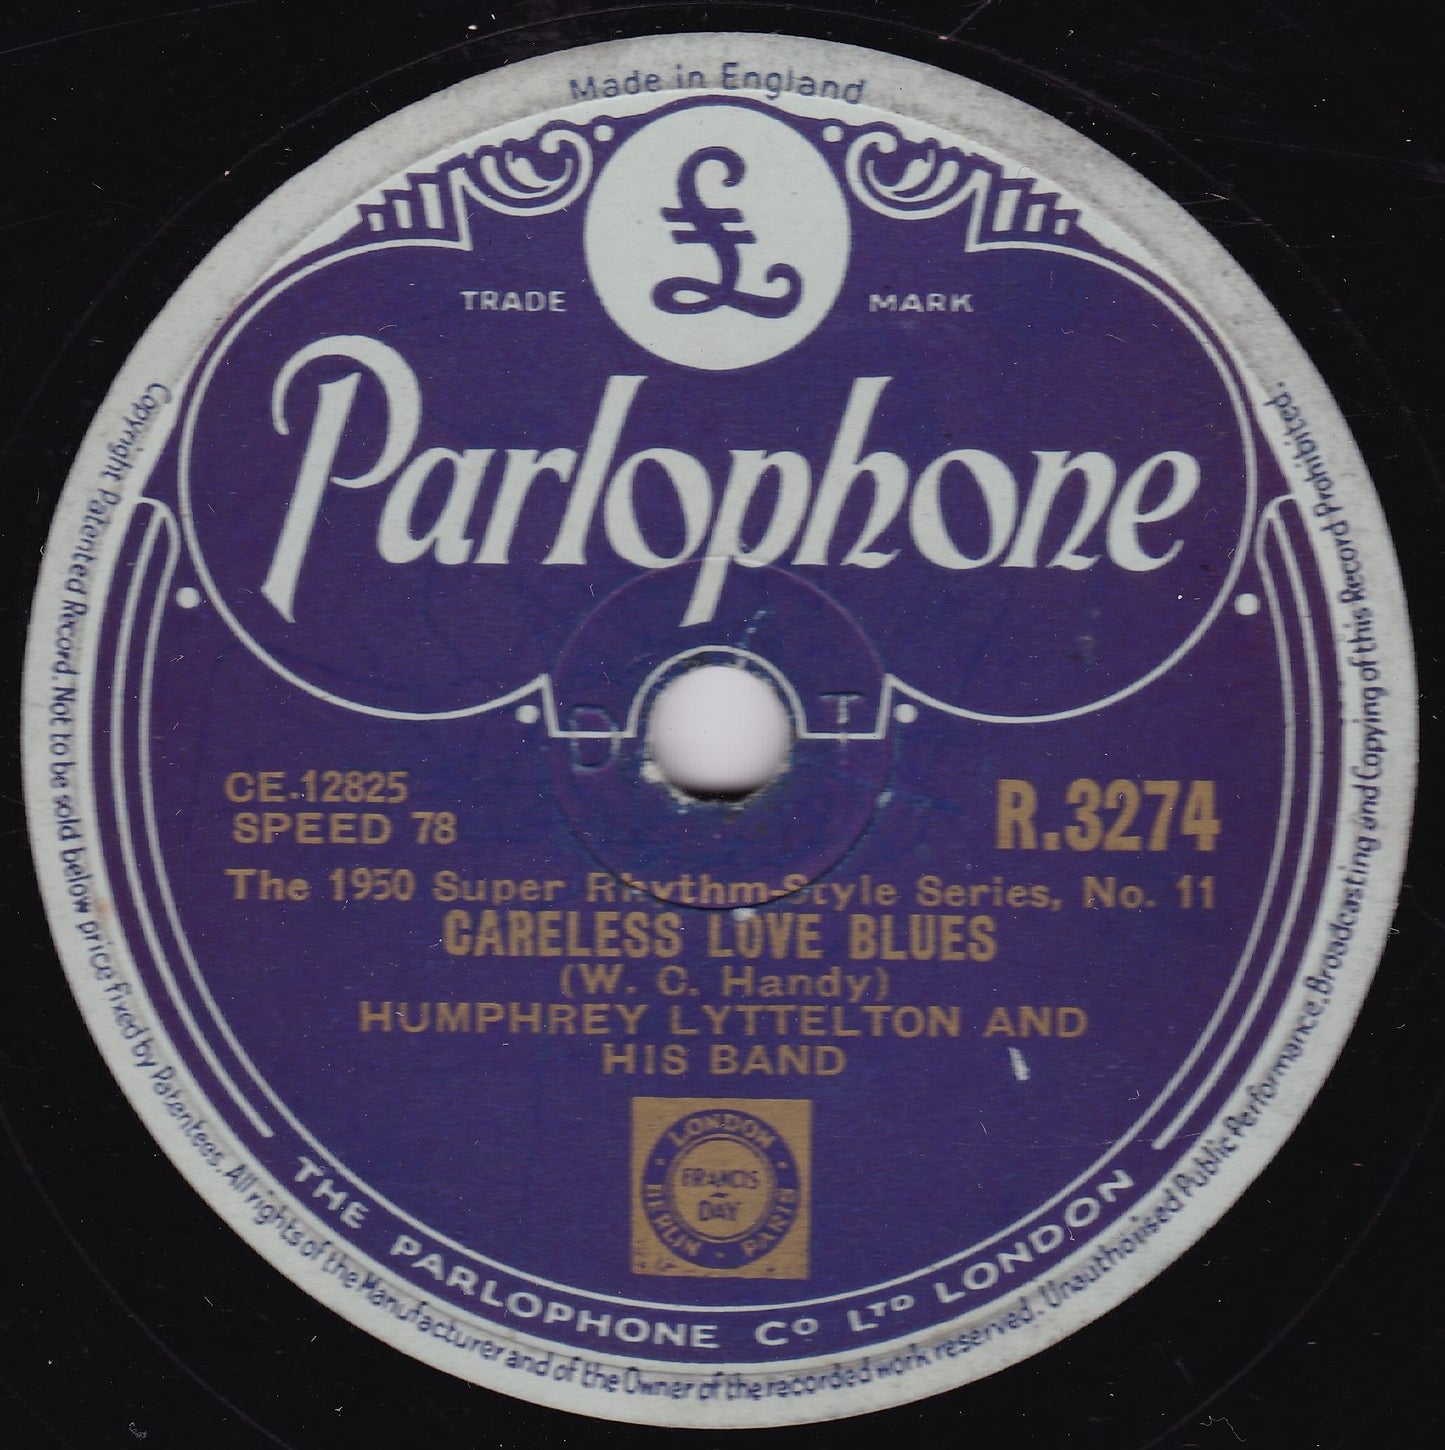 Made in England
£
TRADE MARK
Parlophone
D T
CE.12825
SPEED 78
R.3274
The 1950 Super Rhythm-Style Series, No. 11
CARELESS LOVE BLUES
(W. C. Handy)
HUMPHREY LYTTELTON AND
HIS BAND
LONDON
FRANCIS
DAY
BERLIN · PARIS
THE PARLOPHONE Cº LTD LONDON
Copyright Patented Record. Not to be sold below price fixed by Patentees. All rights of the Manufacturer and of the Owner of the recorded work reserved. Unauthorised Public Performance, Broadcasting and Copying of this Record Prohibited.